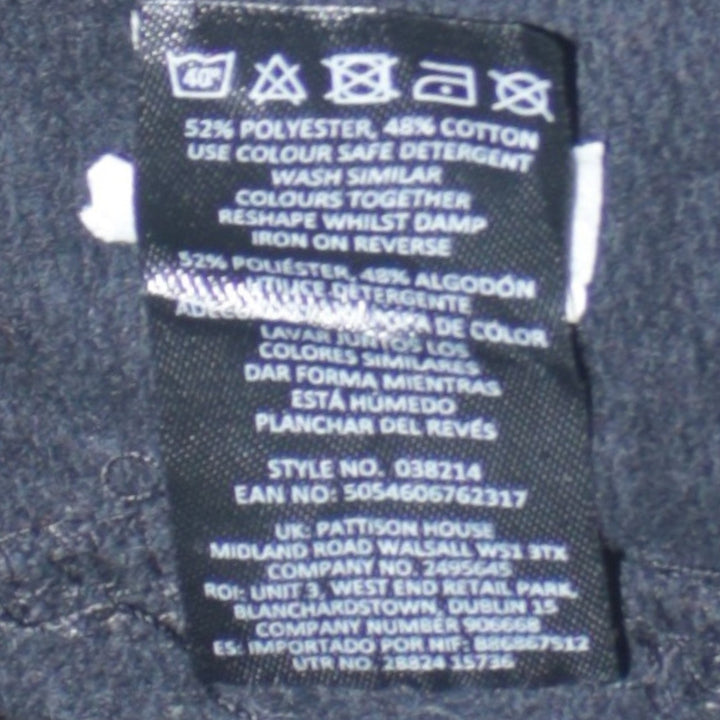 40°
52% POLYESTER, 48% COTTON
USE COLOUR SAFE DETERGENT
WASH SIMILAR
COLOURS TOGETHER
RESHAPE WHILST DAMP
IRON ON REVERSE
52% POLIÉSTER, 48% ALGODÓN
DETERGENTE
DE COLOR
LAVAR JUNTOS LOS
COLORES SIMILARES
DAR FORMA MIENTRAS
ESTÁ HÚMEDO
PLANCHAR DEL REVÉS
STYLE NO. 038214
EAN NO: 5054606762317
UK: PATTISON HOUSE
MIDLAND ROAD WALSALL WS1 3TX
COMPANY NO. 2495645
ROI: UNIT 3, WEST END RETAIL PARK,
BLANCHARDSTOWN, DUBLIN 15
COMPANY NUMBER 906668
ES: IMPORTADO POR NIF: B86867512
UTR NO. 28824 15736